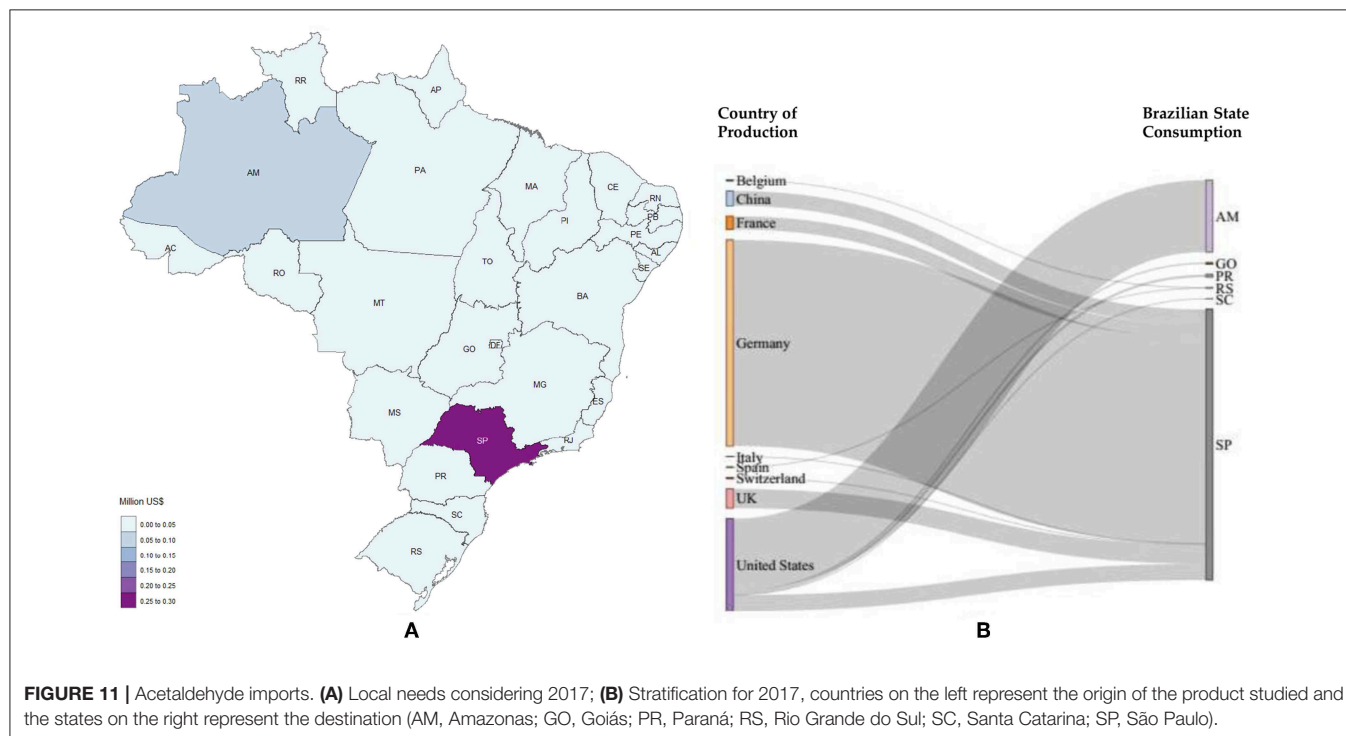 RR
AP
AM
PA
MA
CE
RN
PB
PI
PE
AL
SE
AC
RO
TO
BA
MT
GO
DF
MG
ES
MS
SP
RJ
PR
SC
RS
Million US$
0.00 to 0.05
0.05 to 0.10
0.10 to 0.15
0.15 to 0.20
0.20 to 0.25
0.25 to 0.30
A
Country of
Production
Brazilian State
Consumption
Belgium
China
France
Germany
Italy
Spain
Switzerland
UK
United States
AM
GO
PR
RS
SC
SP
B
FIGURE 11 | Acetaldehyde imports. (A) Local needs considering 2017; (B) Stratification for 2017, countries on the left represent the origin of the product studied and
the states on the right represent the destination (AM, Amazonas; GO, Goiás; PR, Paraná; RS, Rio Grande do Sul; SC, Santa Catarina; SP, São Paulo).